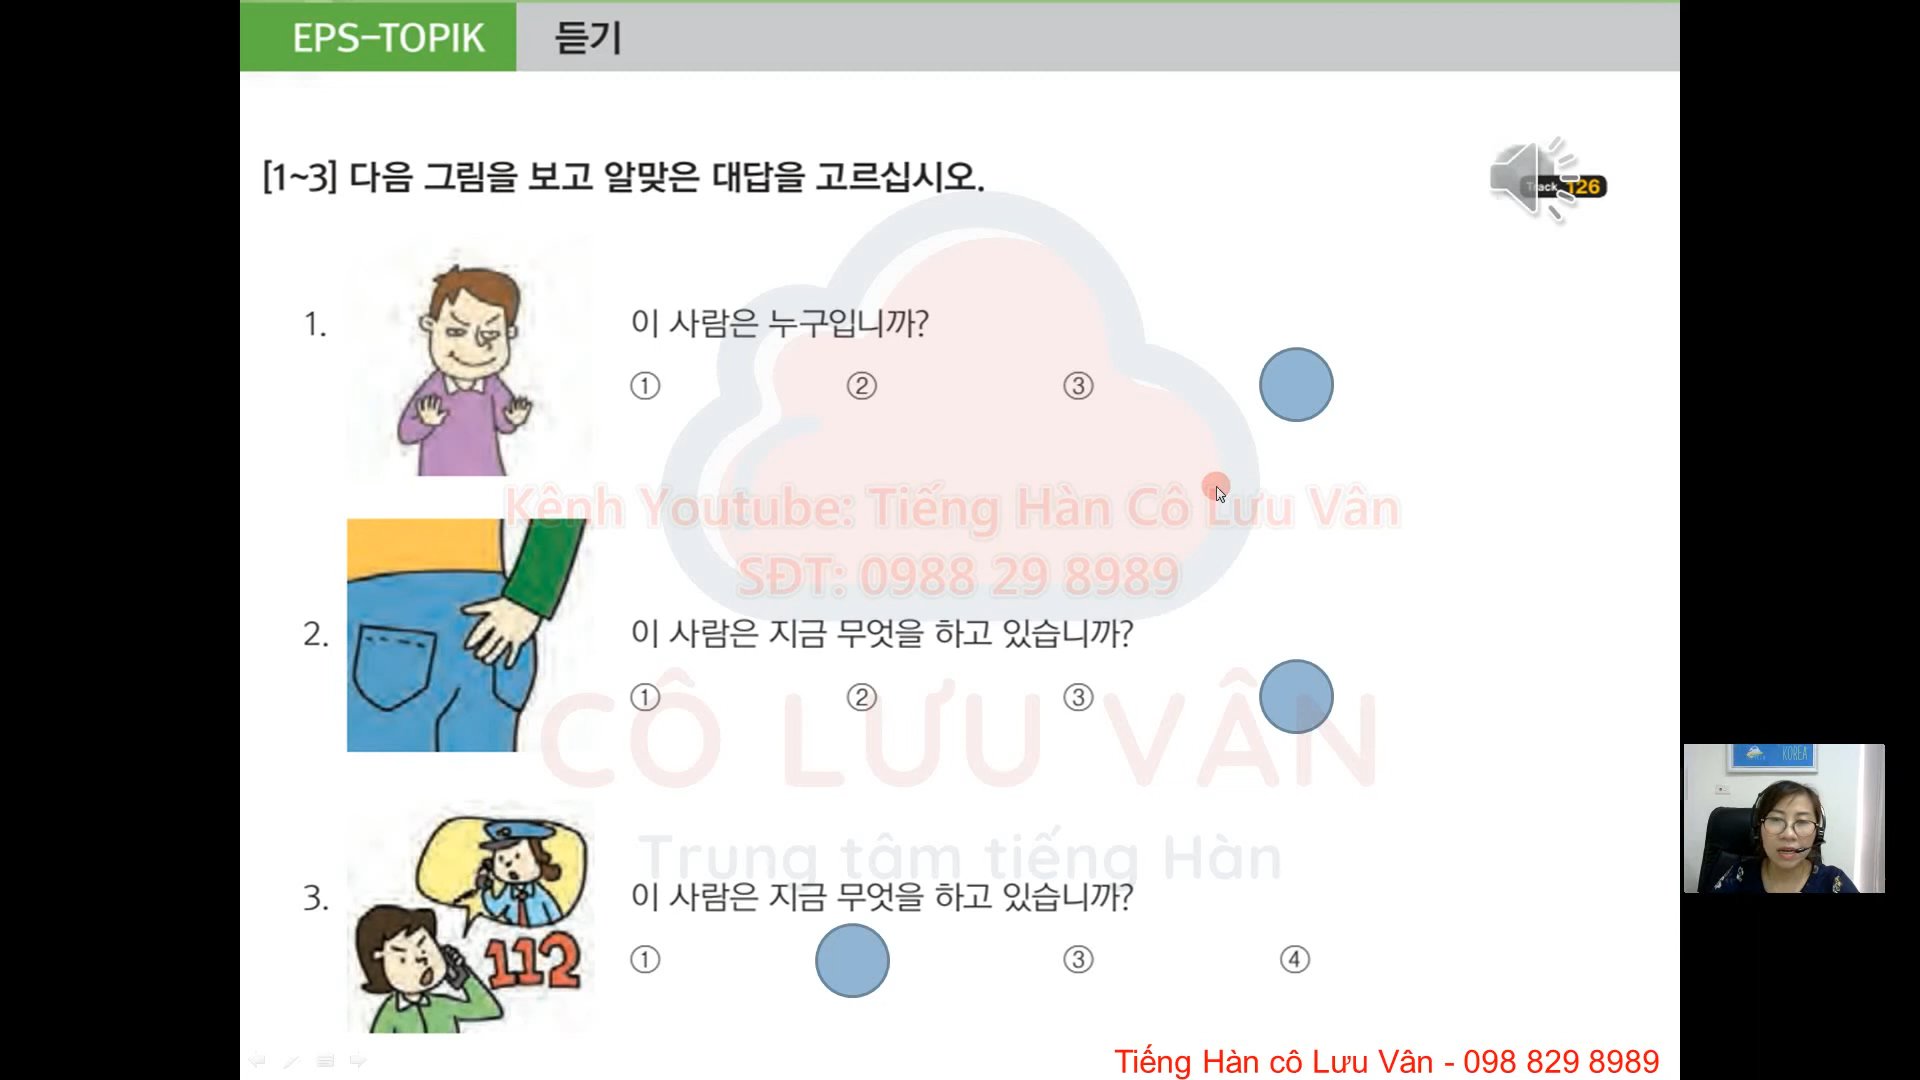 EPS-TOPIK 듣기
[1~3] 다음 그림을 보고 알맞은 대답을 고르십시오.
Track 126
1. 이 사람은 누구입니까?
① ② ③
Kênh Youtube: Tiếng Hàn Cô Lưu Vân
SĐT: 0988 29 8989
2. 이 사람은 지금 무엇을 하고 있습니까?
① ② ③
CÔ LƯU VÂN
Trung tâm tiếng Hàn
3. 이 사람은 지금 무엇을 하고 있습니까?
112
① ③ ④
KOREA
Tiếng Hàn cô Lưu Vân - 098 829 8989